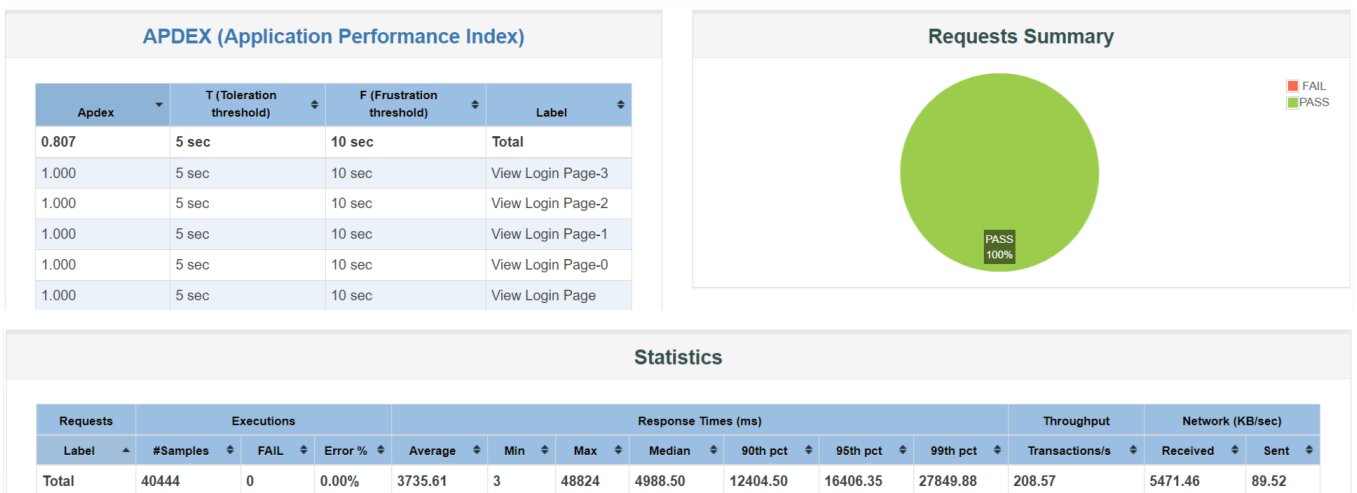 APDEX (Application Performance Index)
Apdex T (Toleration threshold) F (Frustration threshold) Label
0.807 5 sec 10 sec Total
1.000 5 sec 10 sec View Login Page-3
1.000 5 sec 10 sec View Login Page-2
1.000 5 sec 10 sec View Login Page-1
1.000 5 sec 10 sec View Login Page-0
1.000 5 sec 10 sec View Login Page
Requests Summary
FAIL
PASS
PASS
100%
Statistics
Requests Executions Response Times (ms) Throughput Network (KB/sec)
Label #Samples FAIL Error % Average Min Max Median 90th pct 95th pct 99th pct Transactions/s Received Sent
Total 40444 0 0.00% 3735.61 3 48824 4988.50 12404.50 16406.35 27849.88 208.57 5471.46 89.52